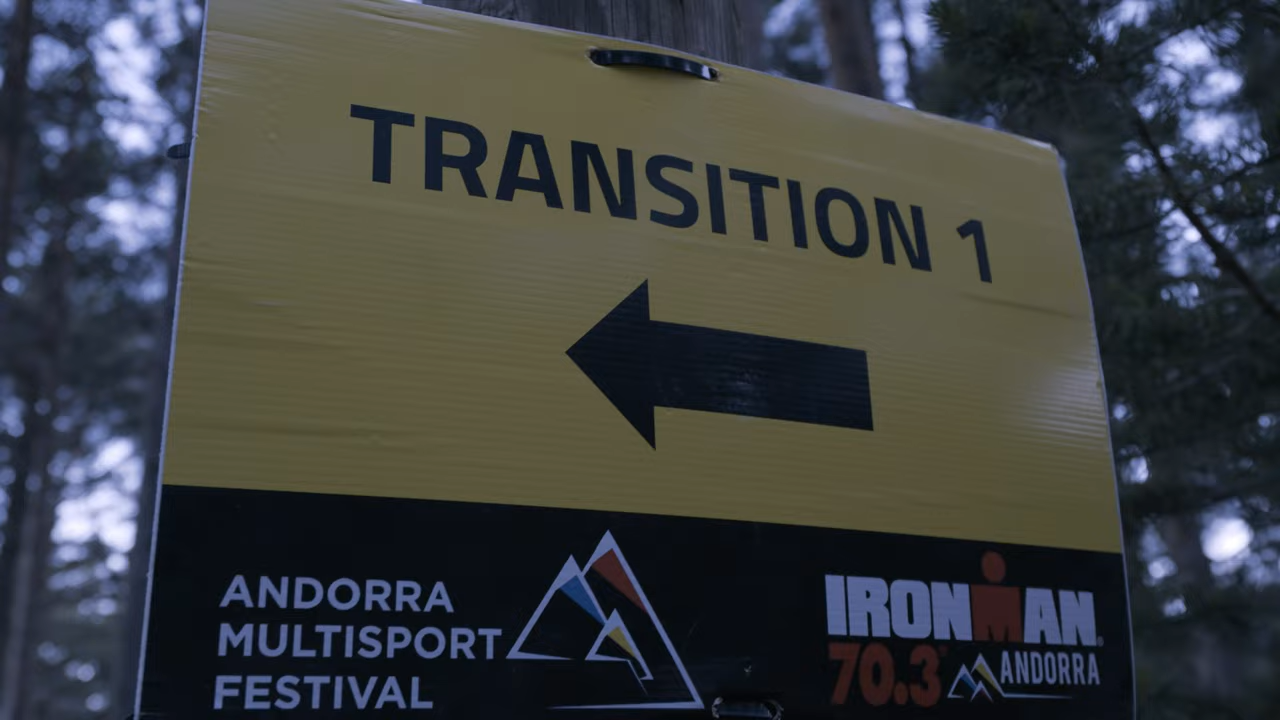 TRANSITION 1
ANDORRA
MULTISPORT
FESTIVAL
IRONMAN
70.3
ANDORRA